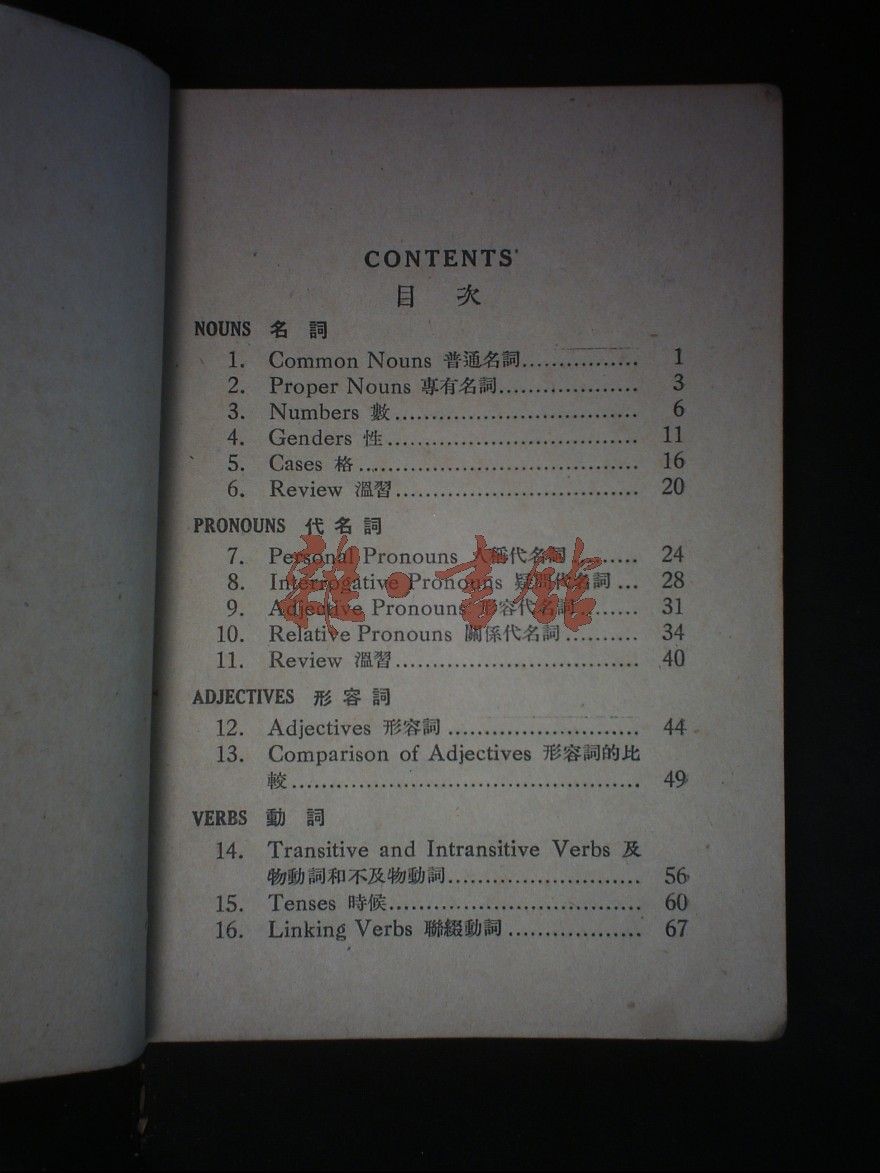 CONTENTS
目 次
NOUNS 名 詞
1. Common Nouns 普通名詞................. 1
2. Proper Nouns 專有名詞.................... 3
3. Numbers 數................................. 6
4. Genders 性.................................. 11
5. Cases 格...................................... 16
6. Review 溫習................................. 20
PRONOUNS 代 名 詞
7. Personal Pronouns 人稱代名詞......... 24
8. Interrogative Pronouns 疑問代名詞... 28
9. Adjective Pronouns 形容代名詞........ 31
10. Relative Pronouns 關係代名詞.......... 34
11. Review 溫習................................. 40
ADJECTIVES 形 容 詞
12. Adjectives 形容詞.......................... 44
13. Comparison of Adjectives 形容詞的比
較............................................... 49
VERBS 動 詞
14. Transitive and Intransitive Verbs 及
物動詞和不及物動詞.......................... 56
15. Tenses 時候.................................. 60
16. Linking Verbs 聯綴動詞.................. 67
雜·書館